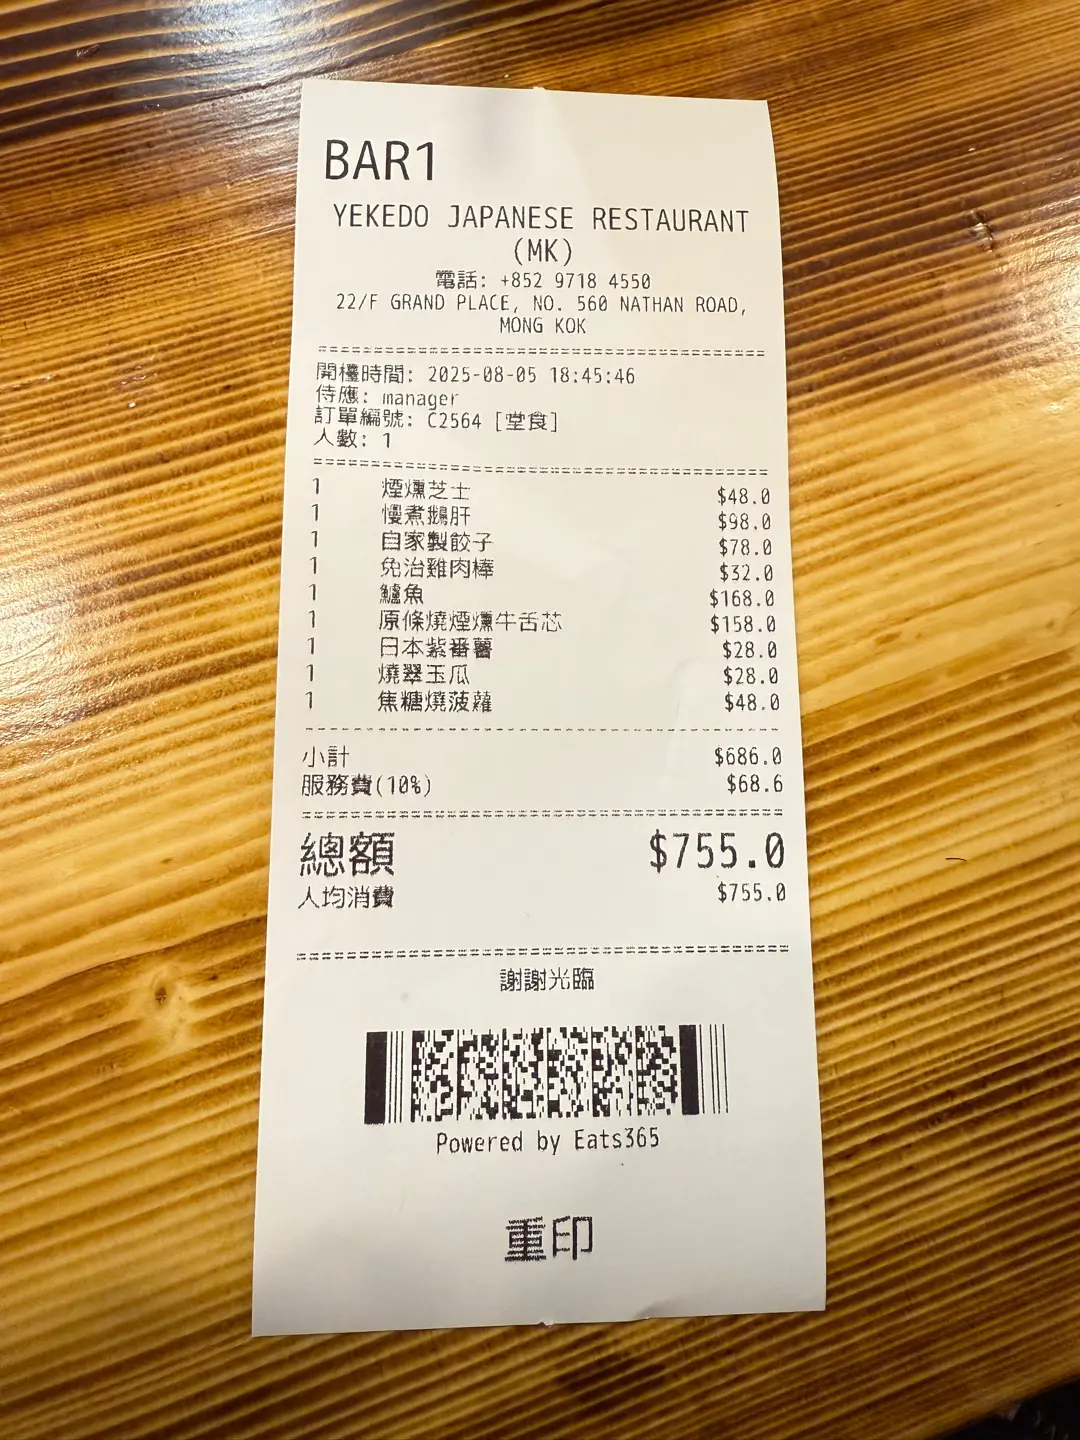 BAR1
YEKEDO JAPANESE RESTAURANT
(MK)
電話: +852 9718 4550
22/F GRAND PLACE, NO. 560 NATHAN ROAD,
MONG KOK
開檯時間: 2025-08-05 18:45:46
侍應: manager
訂單編號: C2564 [堂食]
人數: 1
1 煙燻芝士 $48.0
1 慢煮鵝肝 $98.0
1 自家製餃子 $78.0
1 免治雞肉棒 $32.0
1 鱸魚 $168.0
1 原條燒煙燻牛舌芯 $158.0
1 日本紫番薯 $28.0
1 燒翠玉瓜 $28.0
1 焦糖燒菠蘿 $48.0
小計 $686.0
服務費(10%) $68.6
總額 $755.0
人均消費 $755.0
謝謝光臨
Powered by Eats365
重印